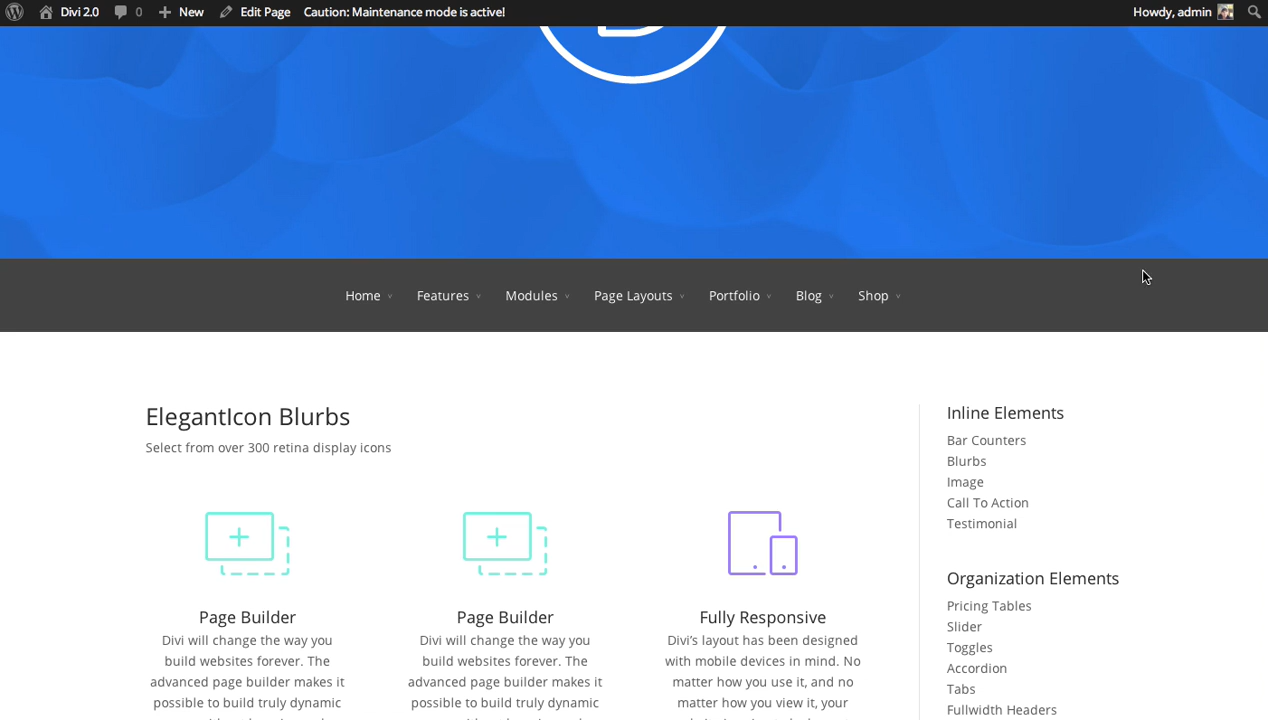 Divi 2.0 0 New Edit Page Caution: Maintenance mode is active! Howdy, admin
Home Features Modules Page Layouts Portfolio Blog Shop
ElegantIcon Blurbs
Select from over 300 retina display icons
Page Builder
Divi will change the way you
build websites forever. The
advanced page builder makes it
possible to build truly dynamic
Page Builder
Divi will change the way you
build websites forever. The
advanced page builder makes it
possible to build truly dynamic
Fully Responsive
Divi’s layout has been designed
with mobile devices in mind. No
matter how you use it, and no
matter how you view it, your
Inline Elements
Bar Counters
Blurbs
Image
Call To Action
Testimonial
Organization Elements
Pricing Tables
Slider
Toggles
Accordion
Tabs
Fullwidth Headers